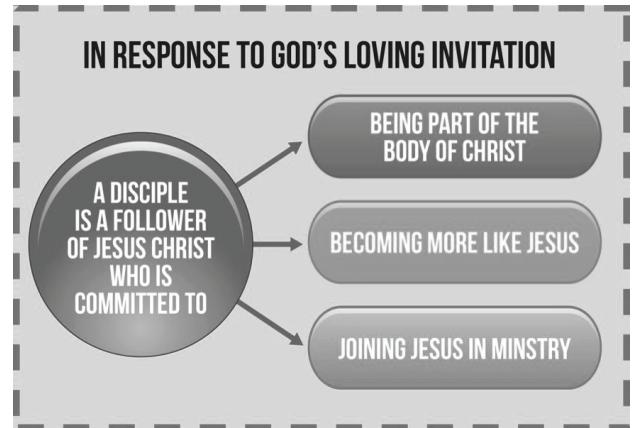 IN RESPONSE TO GOD'S LOVING INVITATION
A DISCIPLE
IS A FOLLOWER
OF JESUS CHRIST
WHO IS
COMMITTED TO
BEING PART OF THE
BODY OF CHRIST
BECOMING MORE LIKE JESUS
JOINING JESUS IN MINSTRY